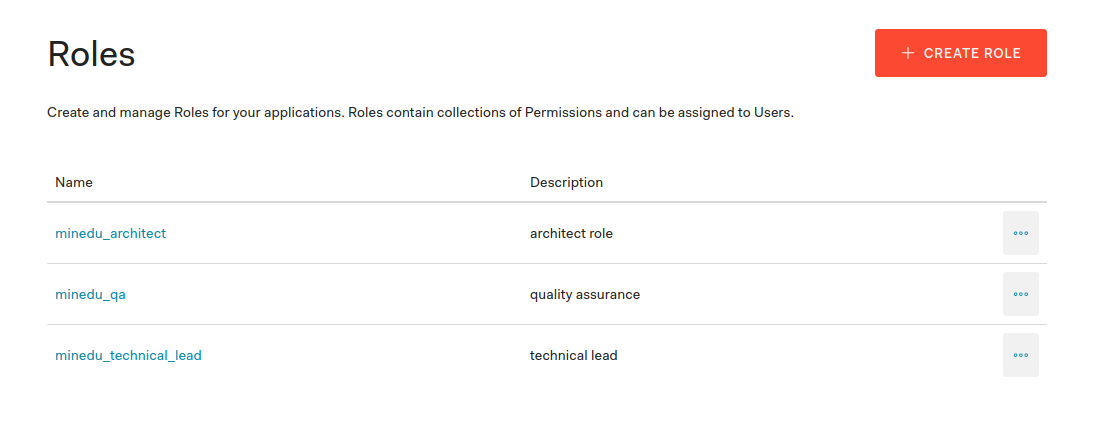 Roles
+ CREATE ROLE
Create and manage Roles for your applications. Roles contain collections of Permissions and can be assigned to Users.
Name Description
minedu_architect architect role
minedu_qa quality assurance
minedu_technical_lead technical lead